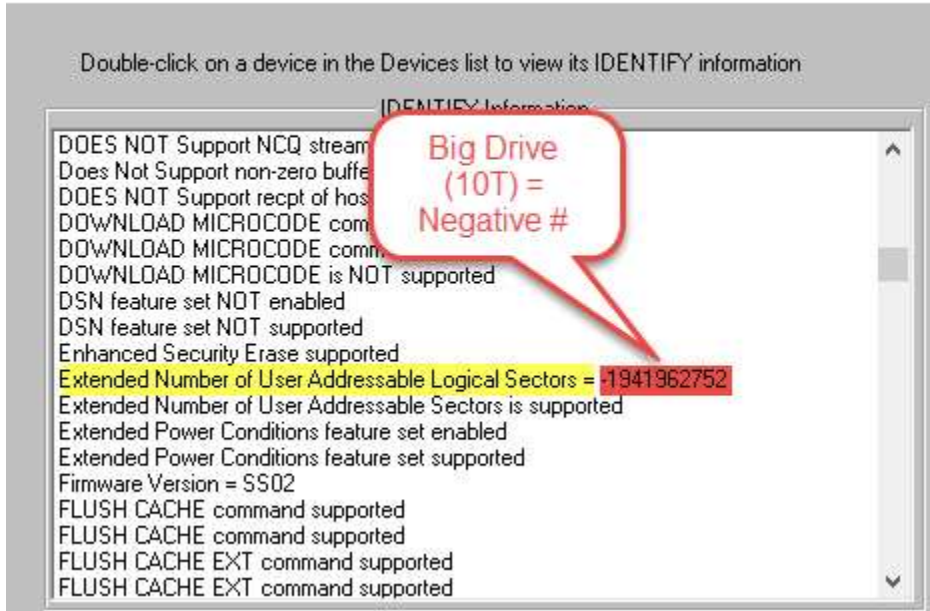 Double-click on a device in the Devices list to view its IDENTIFY information
IDENTIFY Information
DOES NOT Support NCQ stream
Does Not Support non-zero buffe
DOES NOT Support recpt of hos
DOWNLOAD MICROCODE com
DOWNLOAD MICROCODE comm
DOWNLOAD MICROCODE is NOT supported
DSN feature set NOT enabled
DSN feature set NOT supported
Enhanced Security Erase supported
Extended Number of User Addressable Logical Sectors = -1941962752
Extended Number of User Addressable Sectors is supported
Extended Power Conditions feature set enabled
Extended Power Conditions feature set supported
Firmware Version = SS02
FLUSH CACHE command supported
FLUSH CACHE command supported
FLUSH CACHE EXT command supported
FLUSH CACHE EXT command supported
Big Drive
(10T) =
Negative #